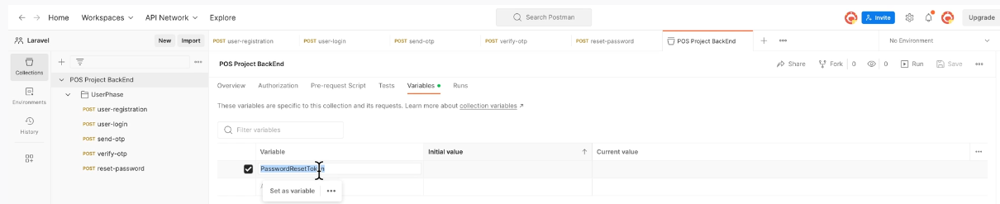 Home Workspaces API Network Explore Search Postman Invite Upgrade
Laravel New Import POST user-registration POST user-login POST send-otp POST verify-otp POST reset-password POS Project BackEnd No Environment
Collections
Environments
History
POS Project BackEnd
UserPhase
POST user-registration
POST user-login
POST send-otp
POST verify-otp
POST reset-password
POS Project BackEnd Share Fork 0 0 Run Save
Overview Authorization Pre-request Script Tests Variables Runs
These variables are specific to this collection and its requests. Learn more about collection variables ↗
Filter variables
Variable Initial value Current value
PasswordResetToken
Set as variable